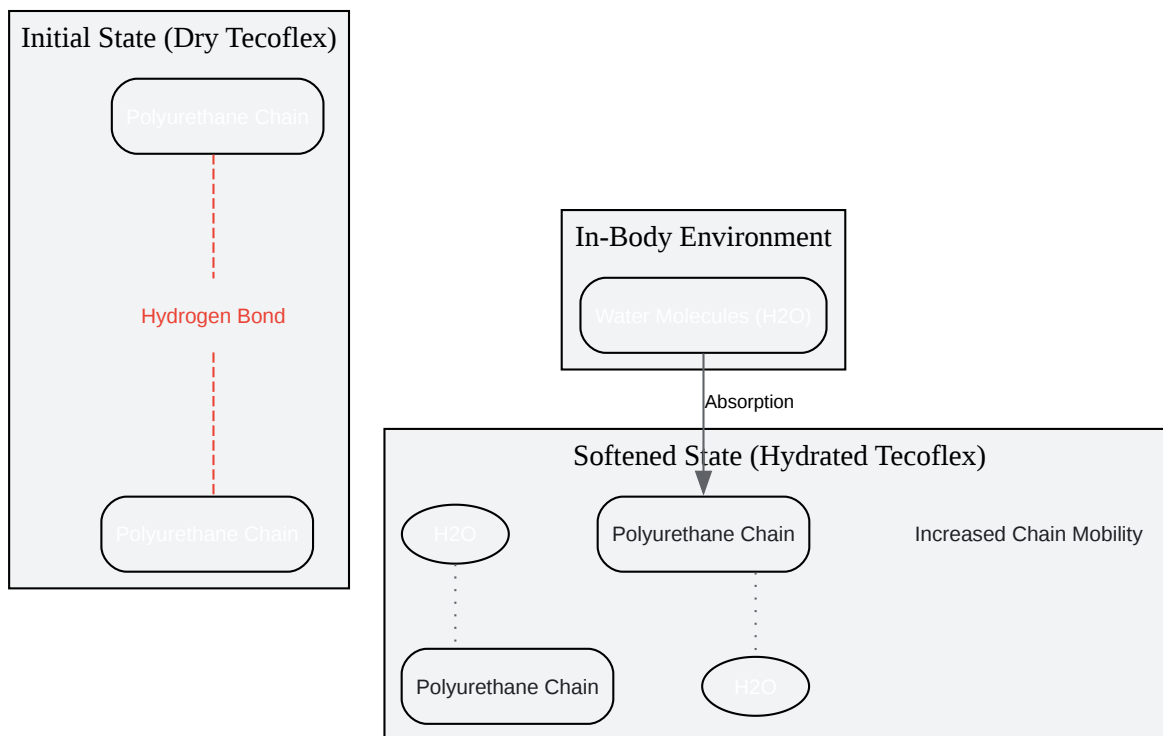 Initial State (Dry Tecoflex)
Polyurethane Chain
Hydrogen Bond
Polyurethane Chain
In-Body Environment
Water Molecules (H2O)
Absorption
Softened State (Hydrated Tecoflex)
H2O
Polyurethane Chain
Increased Chain Mobility
Polyurethane Chain
H2O